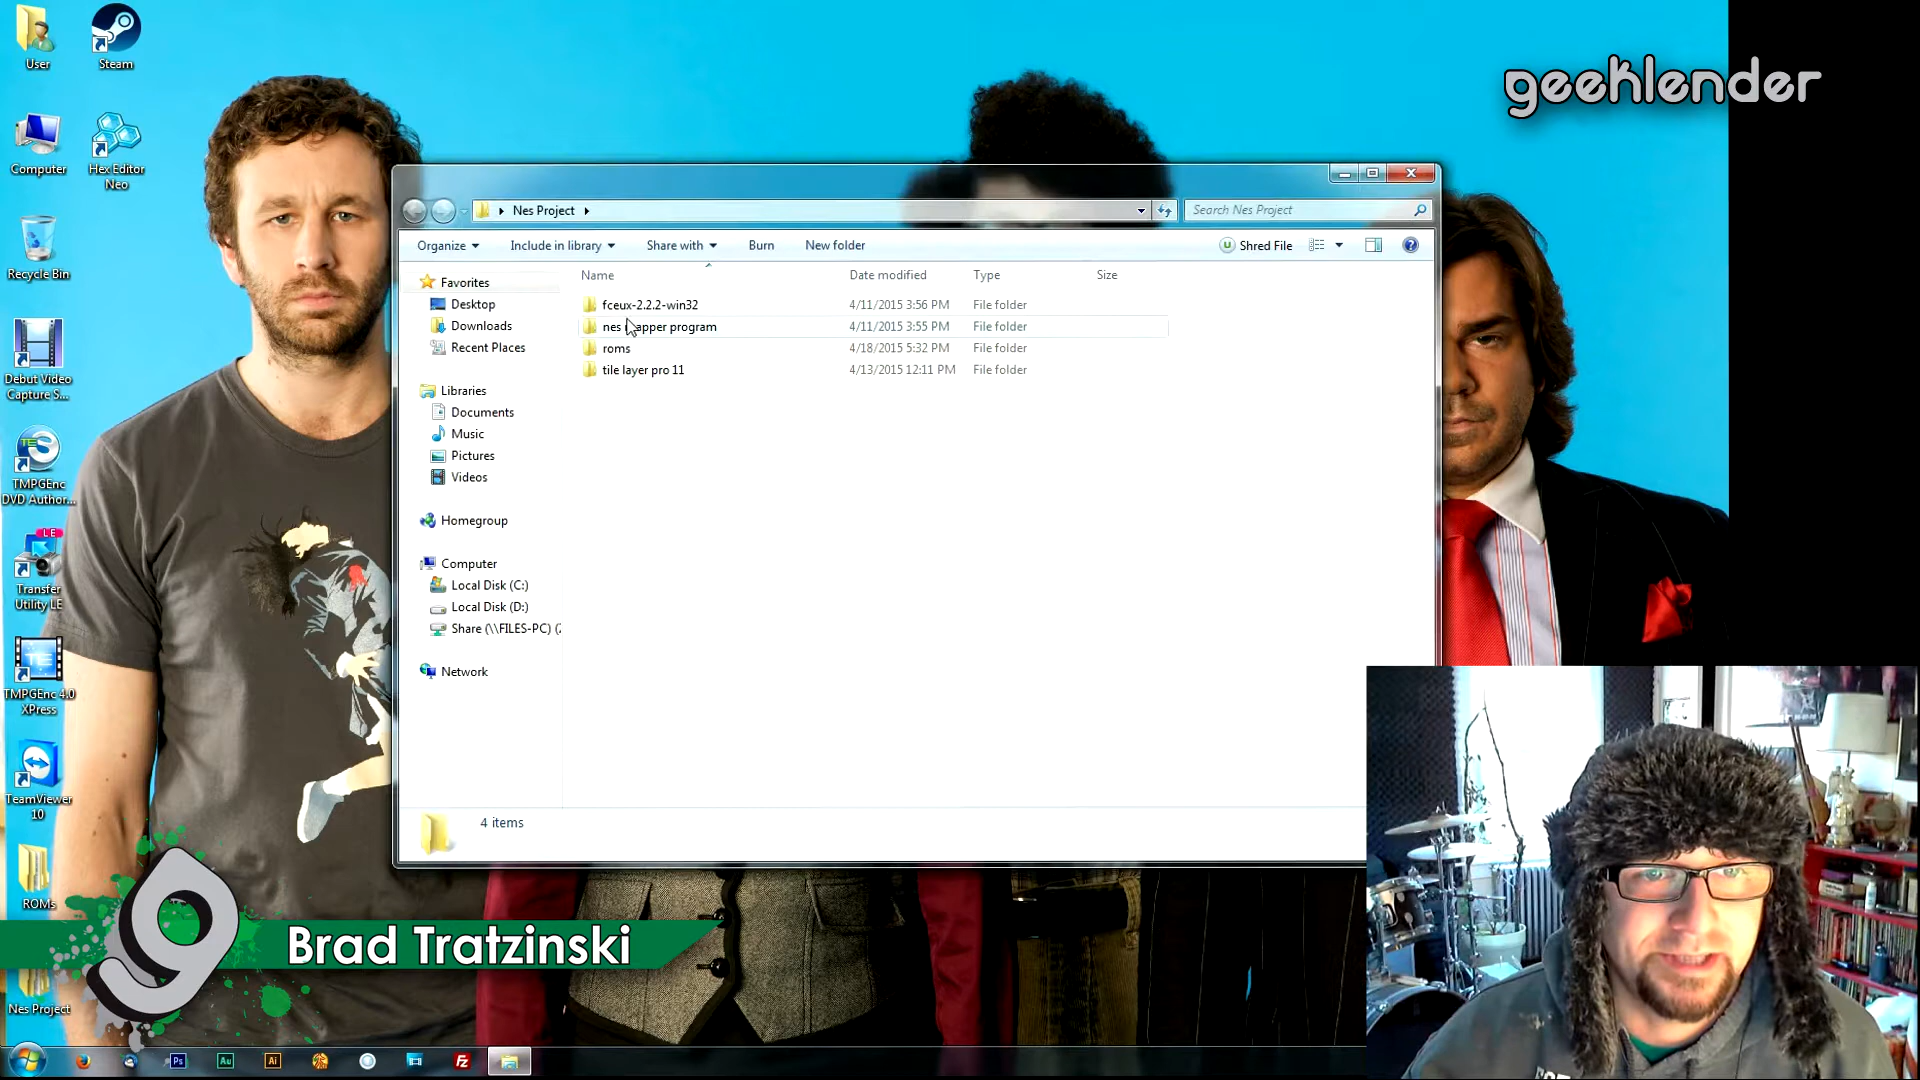 User
Steam
geeklender
Computer
Hex Editor
Neo
Recycle Bin
Debut Video
Capture S...
TMPGEnc
DVD Author...
Transfer
Utility LE
TMPGEnc 4.0
XPress
TeamViewer
10
ROMs
Nes Project
Nes Project
Search Nes Project
Organize
Include in library
Share with
Burn
New folder
Shred File
Name
Date modified
Type
Size
Favorites
Desktop
Downloads
Recent Places
Libraries
Documents
Music
Pictures
Videos
Homegroup
Computer
Local Disk (C:)
Local Disk (D:)
Share (\\FILES-PC) (
Network
fceux-2.2.2-win32 4/11/2015 3:56 PM File folder
nes mapper program 4/11/2015 3:55 PM File folder
roms 4/18/2015 5:32 PM File folder
tile layer pro 11 4/13/2015 12:11 PM File folder
4 items
Brad Tratzinski
Ps
Au
Ai
Fz